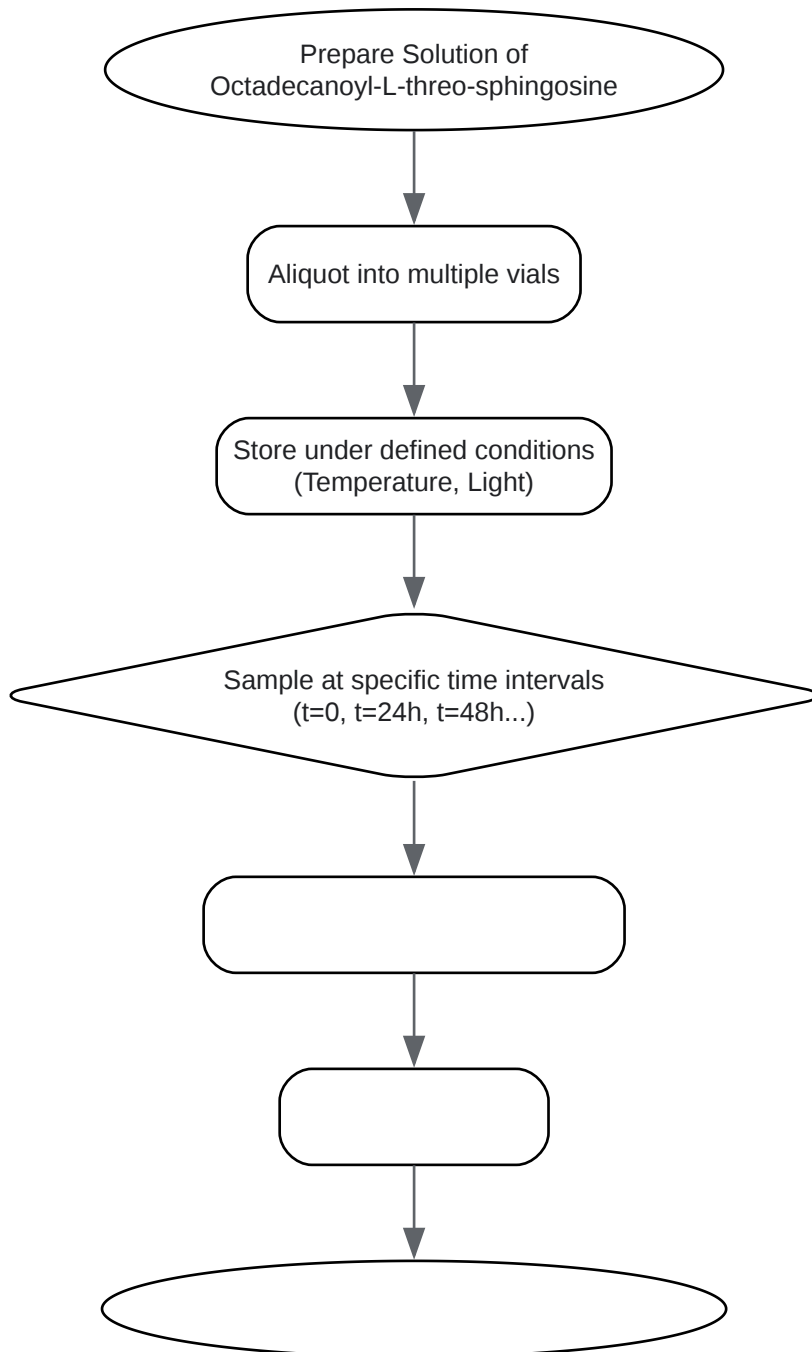 Prepare Solution of
Octadecanoyl-L-threo-sphingosine
Aliquot into multiple vials
Store under defined conditions
(Temperature, Light)
Sample at specific time intervals
(t=0, t=24h, t=48h...)